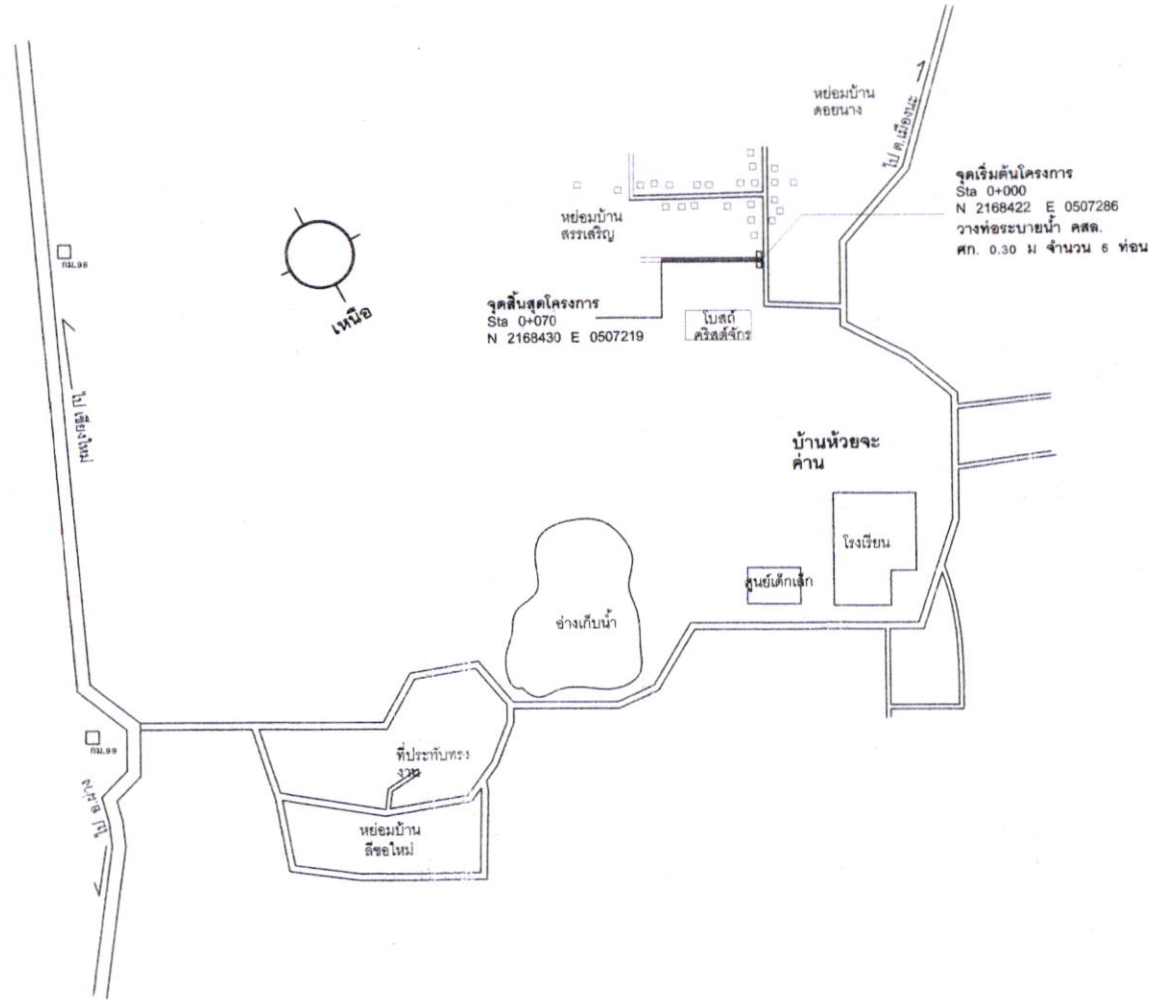 หย่อมบ้าน
ดอยนาง
ไป ต.เมืองนะ
จุดเริ่มต้นโครงการ
Sta 0+000
N 2168422 E 0507286
วางท่อระบายน้ำ คสล.
ศก. 0.30 ม จำนวน 6 ท่อน
หย่อมบ้าน
สรรเสริญ
กม.98
เหนือ
จุดสิ้นสุดโครงการ
Sta 0+070
N 2168430 E 0507219
โบสถ์
คริสต์จักร
ไป เชียงใหม่
บ้านห้วยจะ
ค่าน
โรงเรียน
ศูนย์เด็กเล็ก
อ่างเก็บน้ำ
กม.99
ที่ประทับทรง
งาน
ไป อ.ฝาง
หย่อมบ้าน
ลีซอใหม่